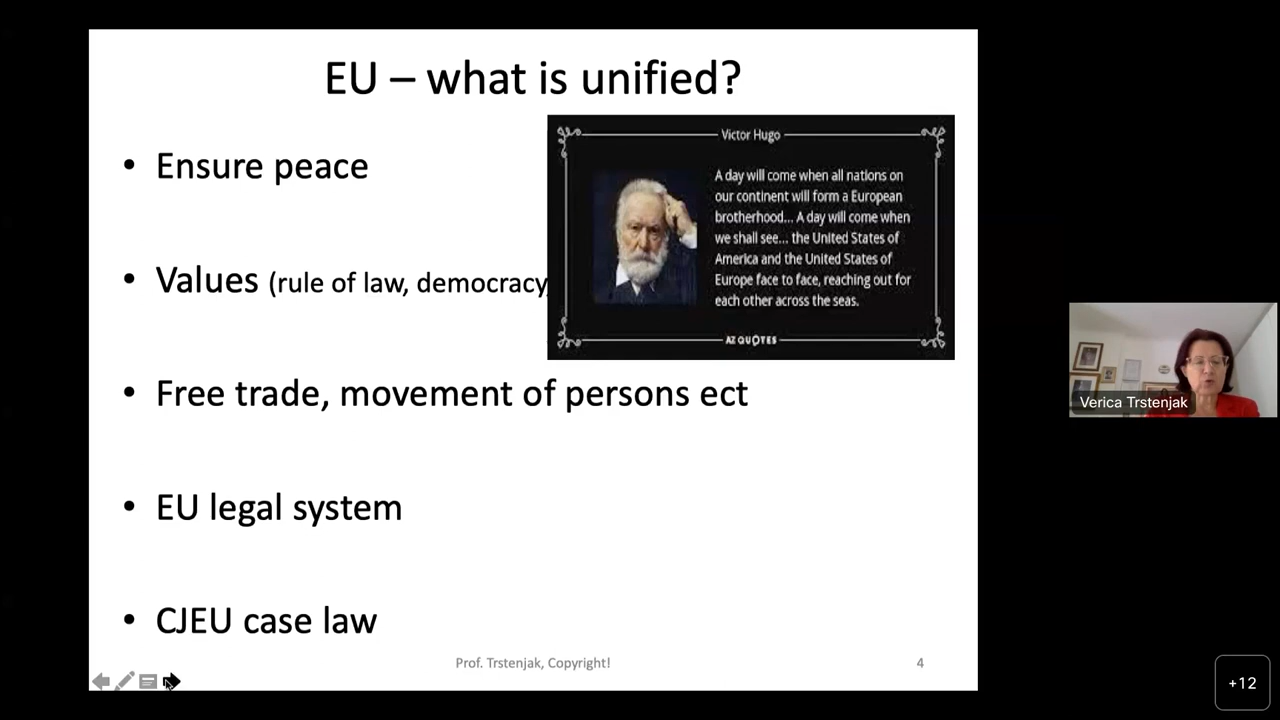 EU – what is unified?
• Ensure peace
• Values (rule of law, democracy
• Free trade, movement of persons ect
• EU legal system
• CJEU case law
Victor Hugo
A day will come when all nations on
our continent will form a European
brotherhood... A day will come when
we shall see... the United States of
America and the United States of
Europe face to face, reaching out for
each other across the seas.
AZ QUOTES
Prof. Trstenjak, Copyright!
4
Verica Trstenjak
+12